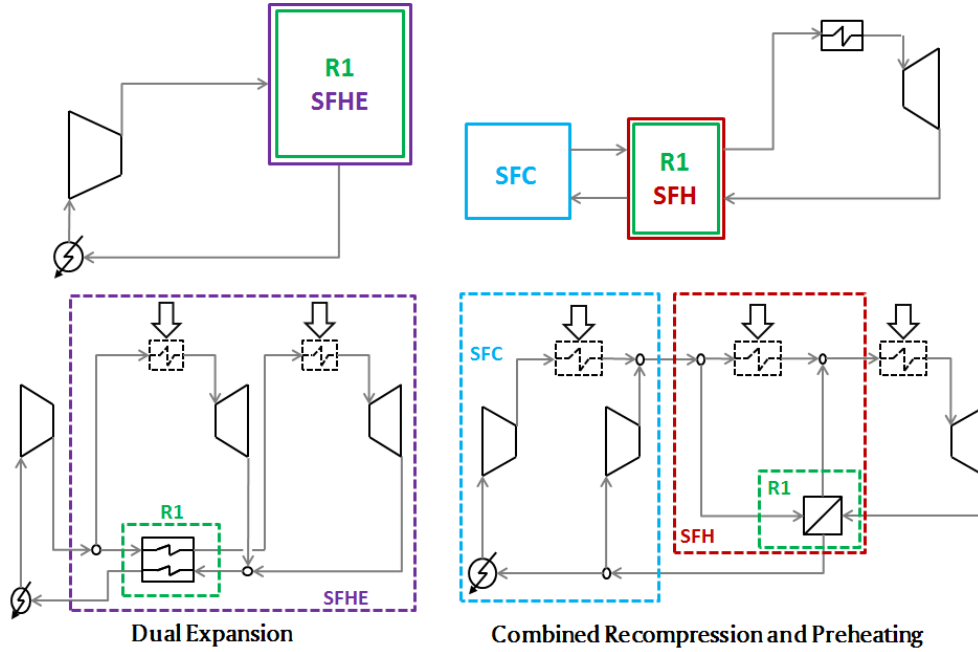 R1
SFHE
SFC
R1
SFH
SFC
R1
R1
SFH
SFHE
Dual Expansion
Combined Recompression and Preheating